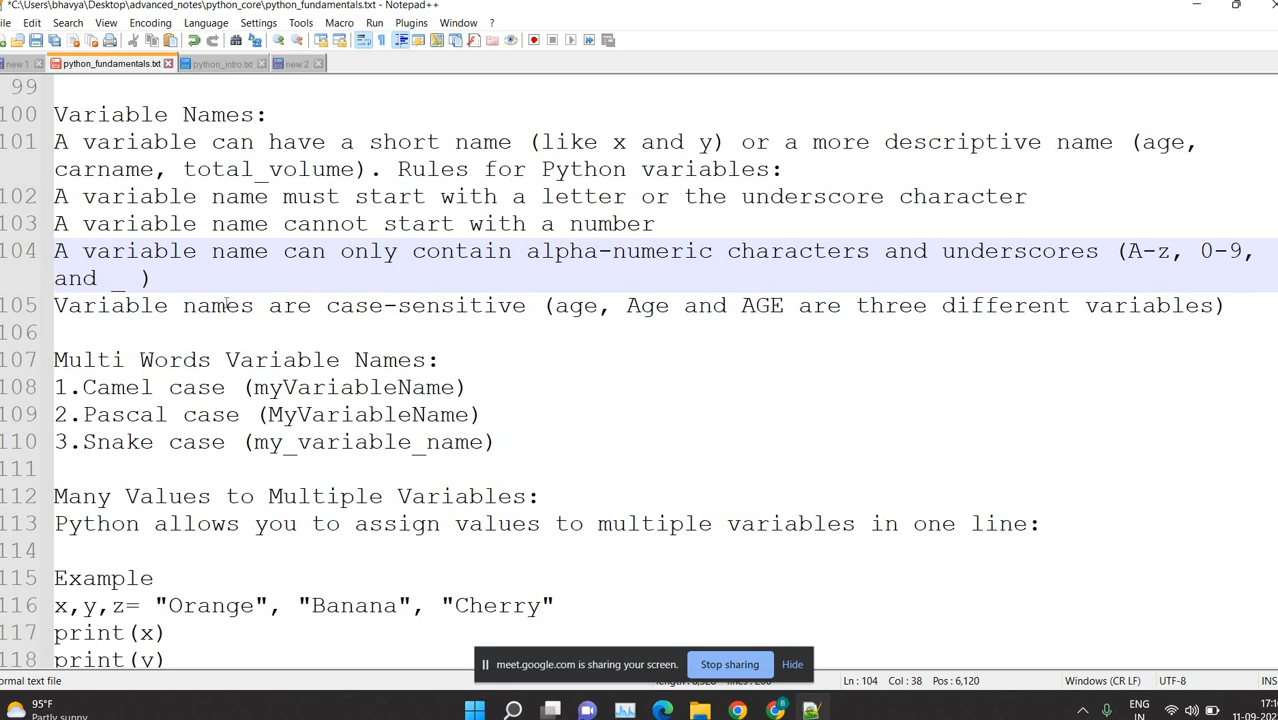 *C:\Users\bhavya\Desktop\advanced_notes\python_core\python_fundamentals.txt - Notepad++
Edit Search View Encoding Language Settings Tools Macro Run Plugins Window ?
new 1 python_fundamentals.txt python_intro.txt new 2
99
100 Variable Names:
101 A variable can have a short name (like x and y) or a more descriptive name (age,
carname, total_volume). Rules for Python variables:
102 A variable name must start with a letter or the underscore character
103 A variable name cannot start with a number
104 A variable name can only contain alpha-numeric characters and underscores (A-z, 0-9,
and _ )
105 Variable names are case-sensitive (age, Age and AGE are three different variables)
106
107 Multi Words Variable Names:
108 1.Camel case (myVariableName)
109 2.Pascal case (MyVariableName)
110 3.Snake case (my_variable_name)
111
112 Many Values to Multiple Variables:
113 Python allows you to assign values to multiple variables in one line:
114
115 Example
116 x,y,z= "Orange", "Banana", "Cherry"
117 print(x)
118 print(y)
meet.google.com is sharing your screen. Stop sharing Hide
ormal text file Ln : 104 Col : 38 Pos : 6,120 Windows (CR LF) UTF-8 INS
95°F
Partly sunny
ENG
IN